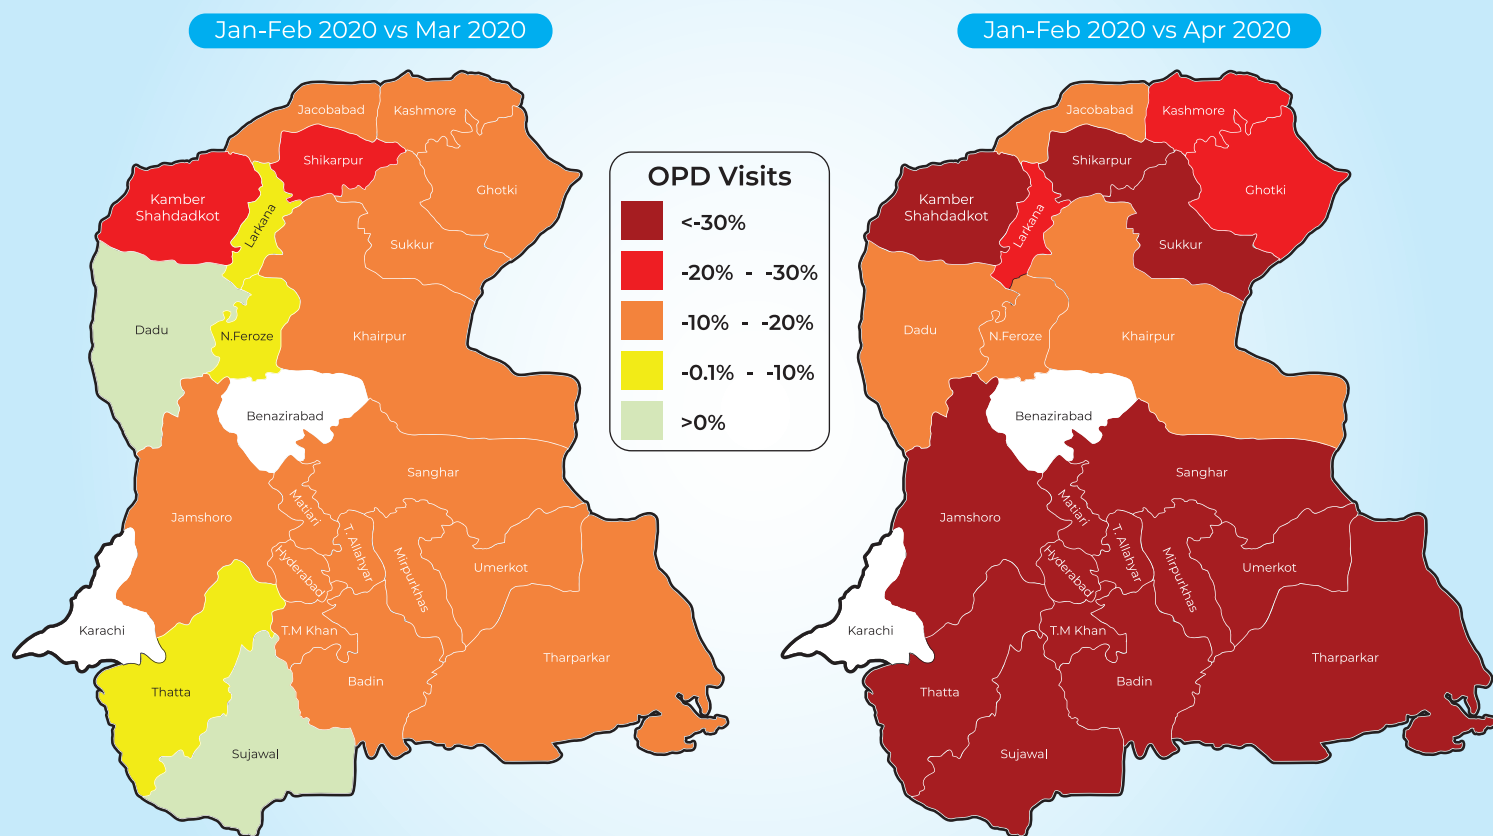 Jan-Feb 2020 vs Mar 2020
Jacobabad
Kashmore
Shikarpur
Ghotki
Kamber
Shahdadkot
Larkana
Sukkur
Dadu
N.Feroze
Khairpur
Benazirabad
Sanghar
Matiari
Jamshoro
T. Allahyar
Hyderabad
Mirpurkhas
Umerkot
Karachi
T.M Khan
Tharparkar
Badin
Thatta
Sujawal
OPD Visits
<-30%
-20% - -30%
-10% - -20%
-0.1% - -10%
>0%
Jan-Feb 2020 vs Apr 2020
Jacobabad
Kashmore
Shikarpur
Ghotki
Kamber
Shahdadkot
Larkana
Sukkur
Dadu
N.Feroze
Khairpur
Benazirabad
Sanghar
Matiari
Jamshoro
T. Allahyar
Hyderabad
Mirpurkhas
Umerkot
Karachi
T.M Khan
Tharparkar
Badin
Thatta
Sujawal